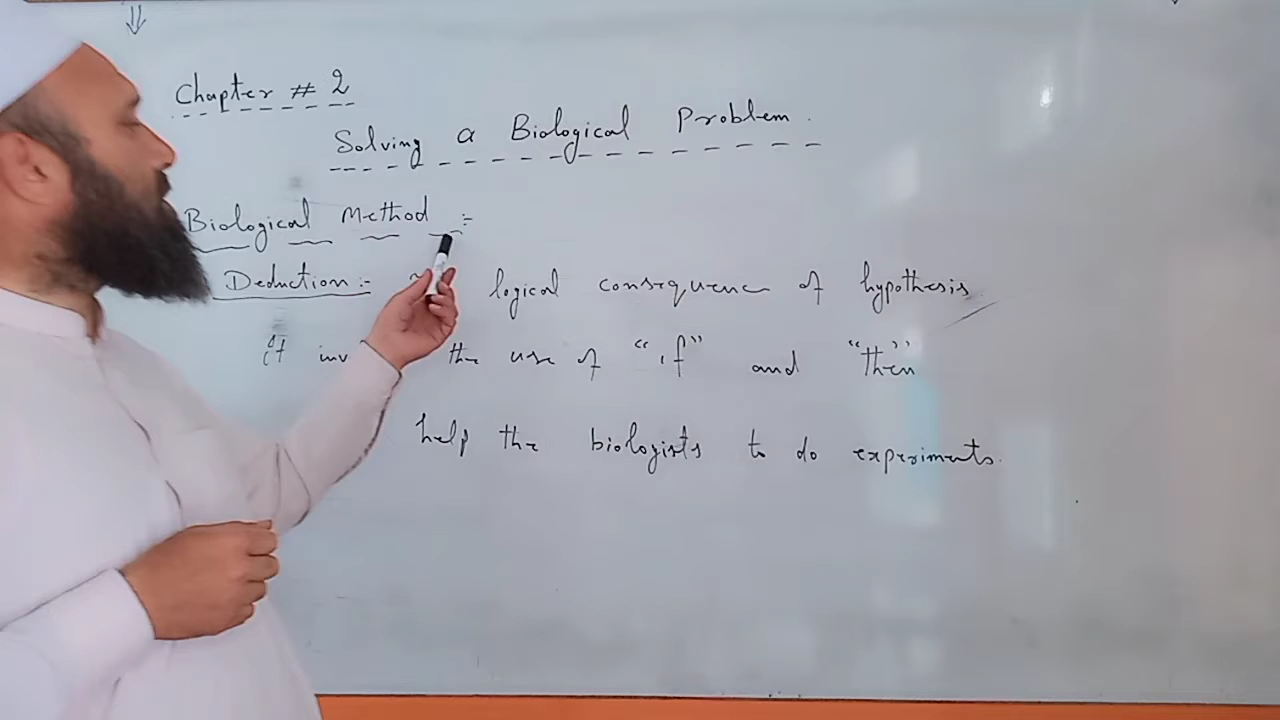 Chapter # 2
Solving a Biological Problem.
Biological Method :-
Deduction :- logical consequence of hypothesis
it the use of "if" and "then"
help the biologists to do experiments.